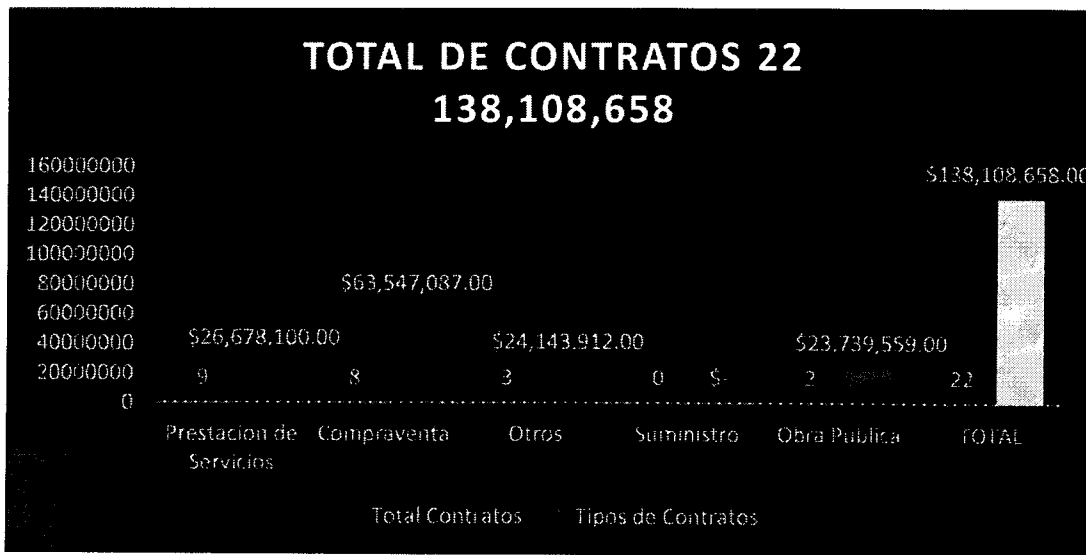 TOTAL DE CONTRATOS 22
138,108,658
160000000
140000000
120000000
100000000
80000000
60000000
40000000
20000000
0
$138,108,658.00
$63,547,087.00
$26,678,100.00
$24,143,912.00
$23,739,559.00
9
8
3
0
$-
2
22
Prestacion de Servicios
Compraventa
Otros
Suministro
Obra Publica
TOTAL
Total Contratos
Tipos de Contratos